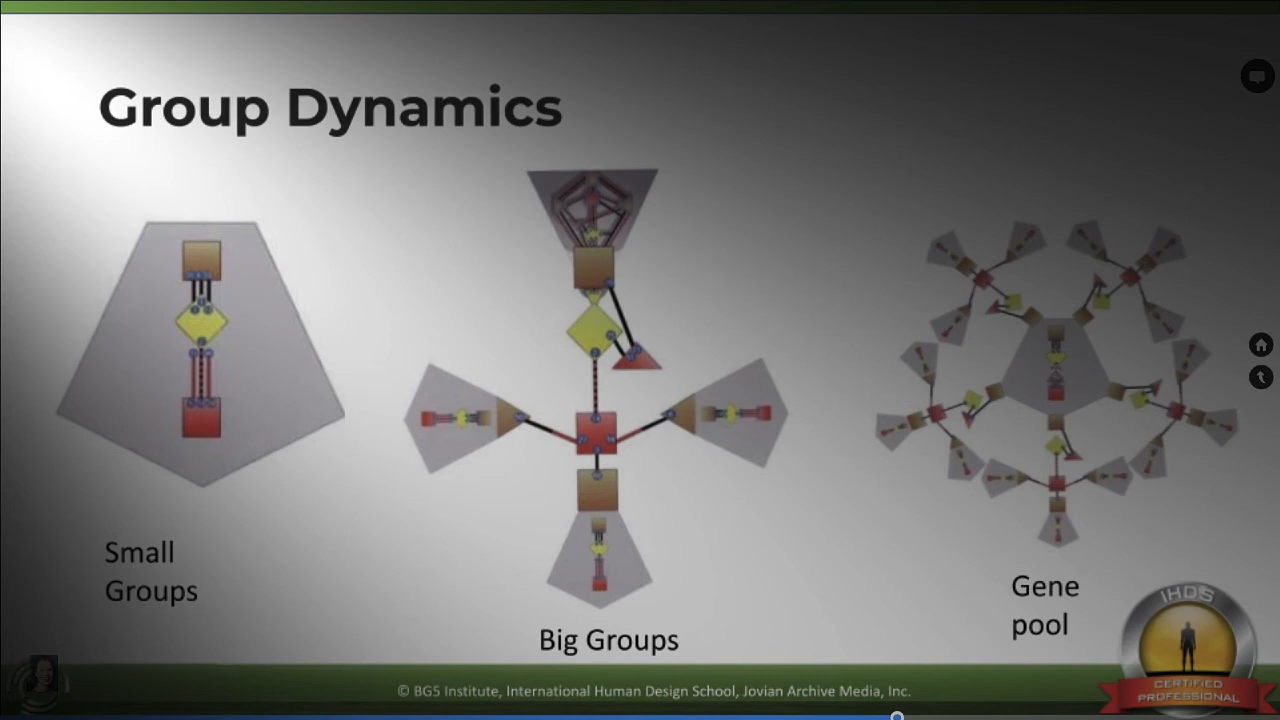 Group Dynamics
Small
Groups
Big Groups
Gene
pool
IHDS
CERTIFIED
PROFESSIONAL
© BG5 Institute, International Human Design School, Jovian Archive Media, Inc.